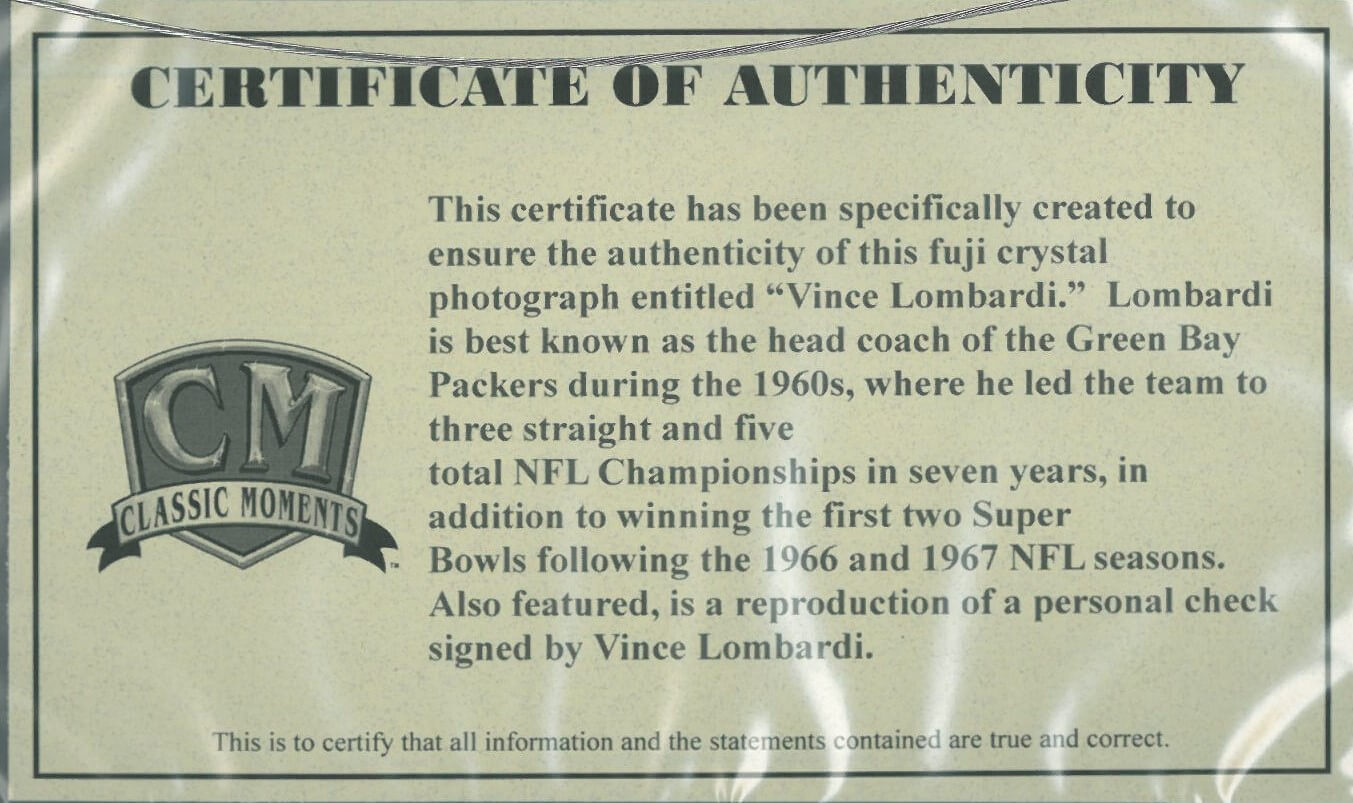 CERTIFICATE OF AUTHENTICITY
This certificate has been specifically created to
ensure the authenticity of this fuji crystal
photograph entitled “Vince Lombardi.”  Lombardi
is best known as the head coach of the Green Bay
Packers during the 1960s, where he led the team to
three straight and five
total NFL Championships in seven years, in
addition to winning the first two Super
Bowls following the 1966 and 1967 NFL seasons.
Also featured, is a reproduction of a personal check
signed by Vince Lombardi.
CM
CLASSIC MOMENTS
™
This is to certify that all information and the statements contained are true and correct.